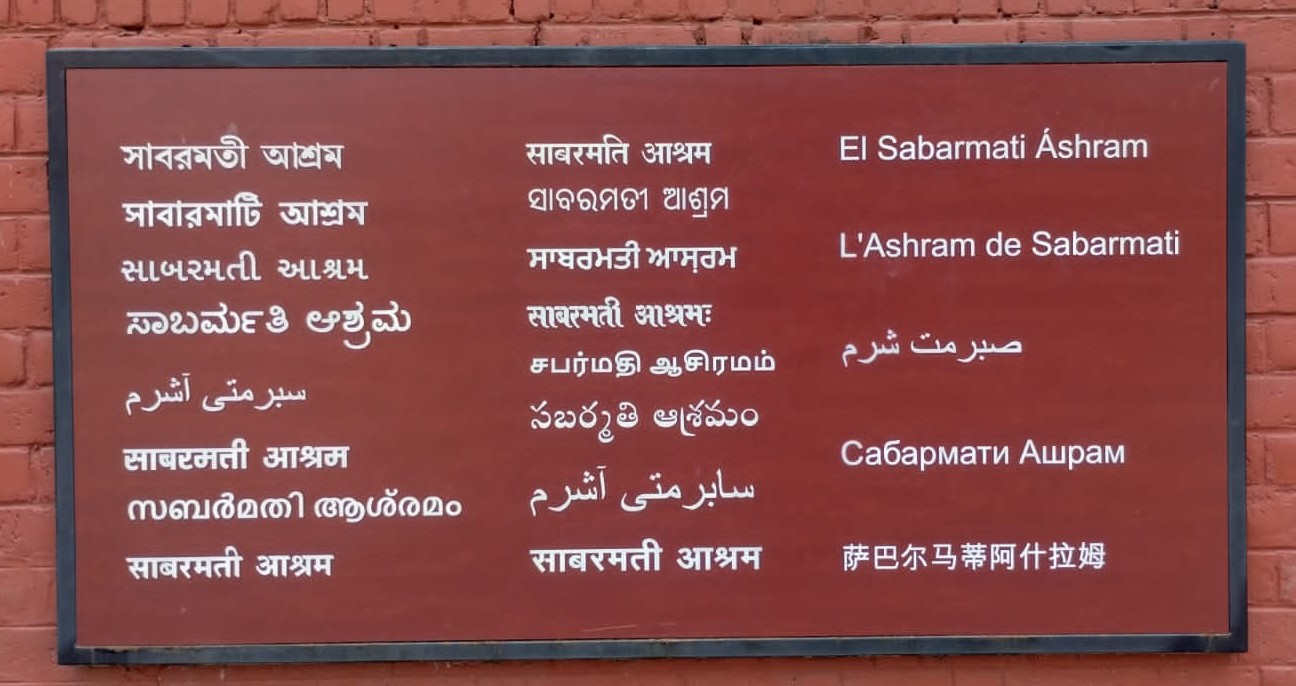 সাবৰমতী আশ্ৰম
সাবারমাটি আশ্রম
સાબરમતી આશ્રમ
ಸಾಬರ್ಮತಿ ಆಶ್ರಮ
سبرمتی آشرم
साबरमती आश्रम
സബർമതി ആശ്രമം
साबरमती आश्रम
साबरमति आश्रम
ସାବରମତୀ ଆଶ୍ରମ
ਸਾਬਰਮਤੀ ਆਸ਼ਰਮ
साबरमती आश्रमः
சபர்மதி ஆசிரமம்
సబర్మతి ఆశ్రమం
سابرمتی آشرم
साबरमती आश्रम
El Sabarmati Áshram
L'Ashram de Sabarmati
صبرمت شرم
Сабармати Ашрам
萨巴尔马蒂阿什拉姆